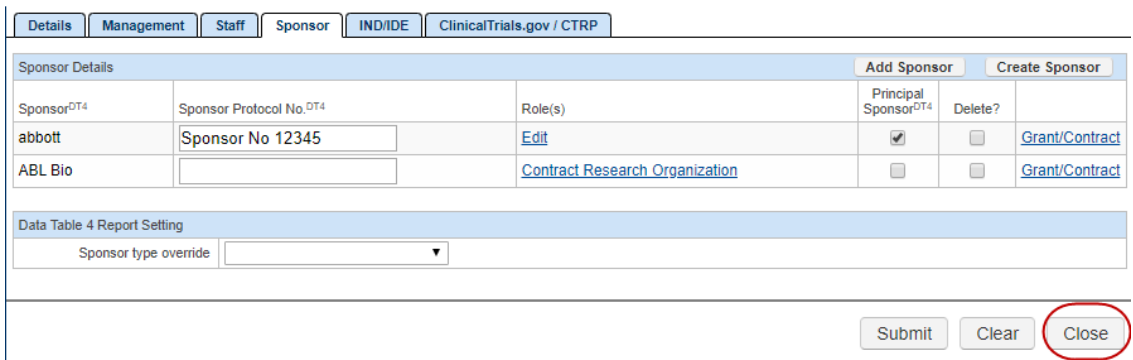 Details Management Staff Sponsor IND/IDE ClinicalTrials.gov / CTRP
Sponsor Details Add Sponsor Create Sponsor
SponsorDT4 Sponsor Protocol No.DT4 Role(s) Principal SponsorDT4 Delete?
abbott Sponsor No 12345 Edit Grant/Contract
ABL Bio Contract Research Organization Grant/Contract
Data Table 4 Report Setting
Sponsor type override
Submit Clear Close